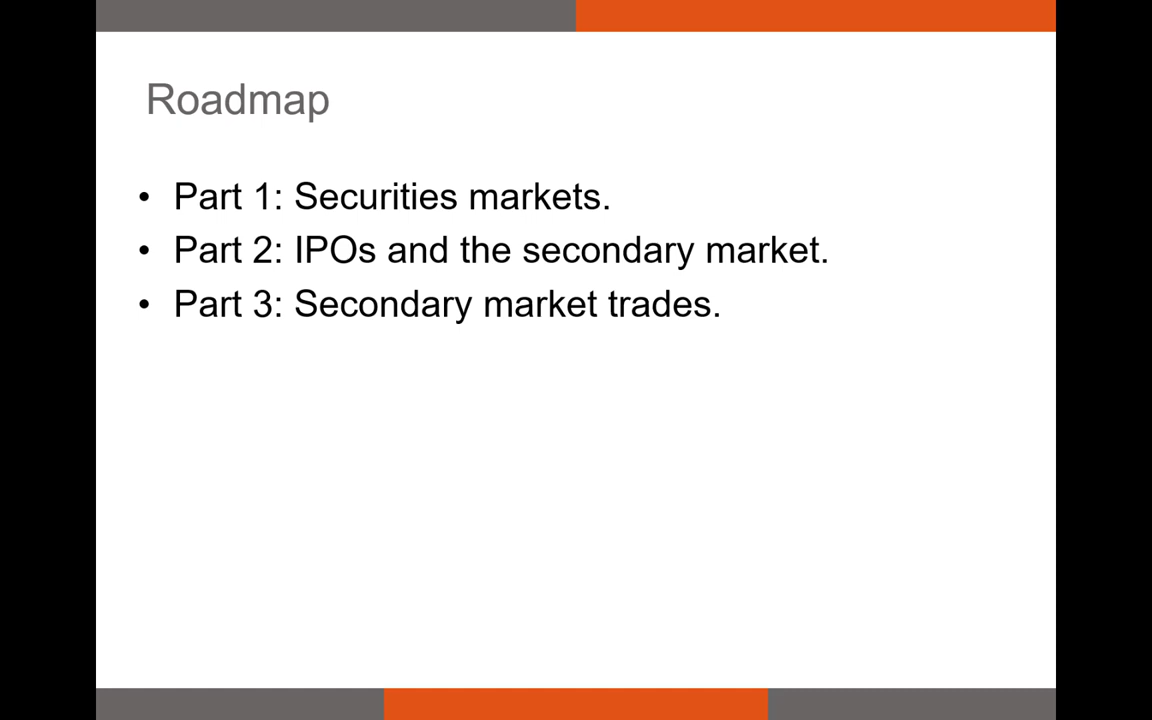 Roadmap
• Part 1: Securities markets.
• Part 2: IPOs and the secondary market.
• Part 3: Secondary market trades.